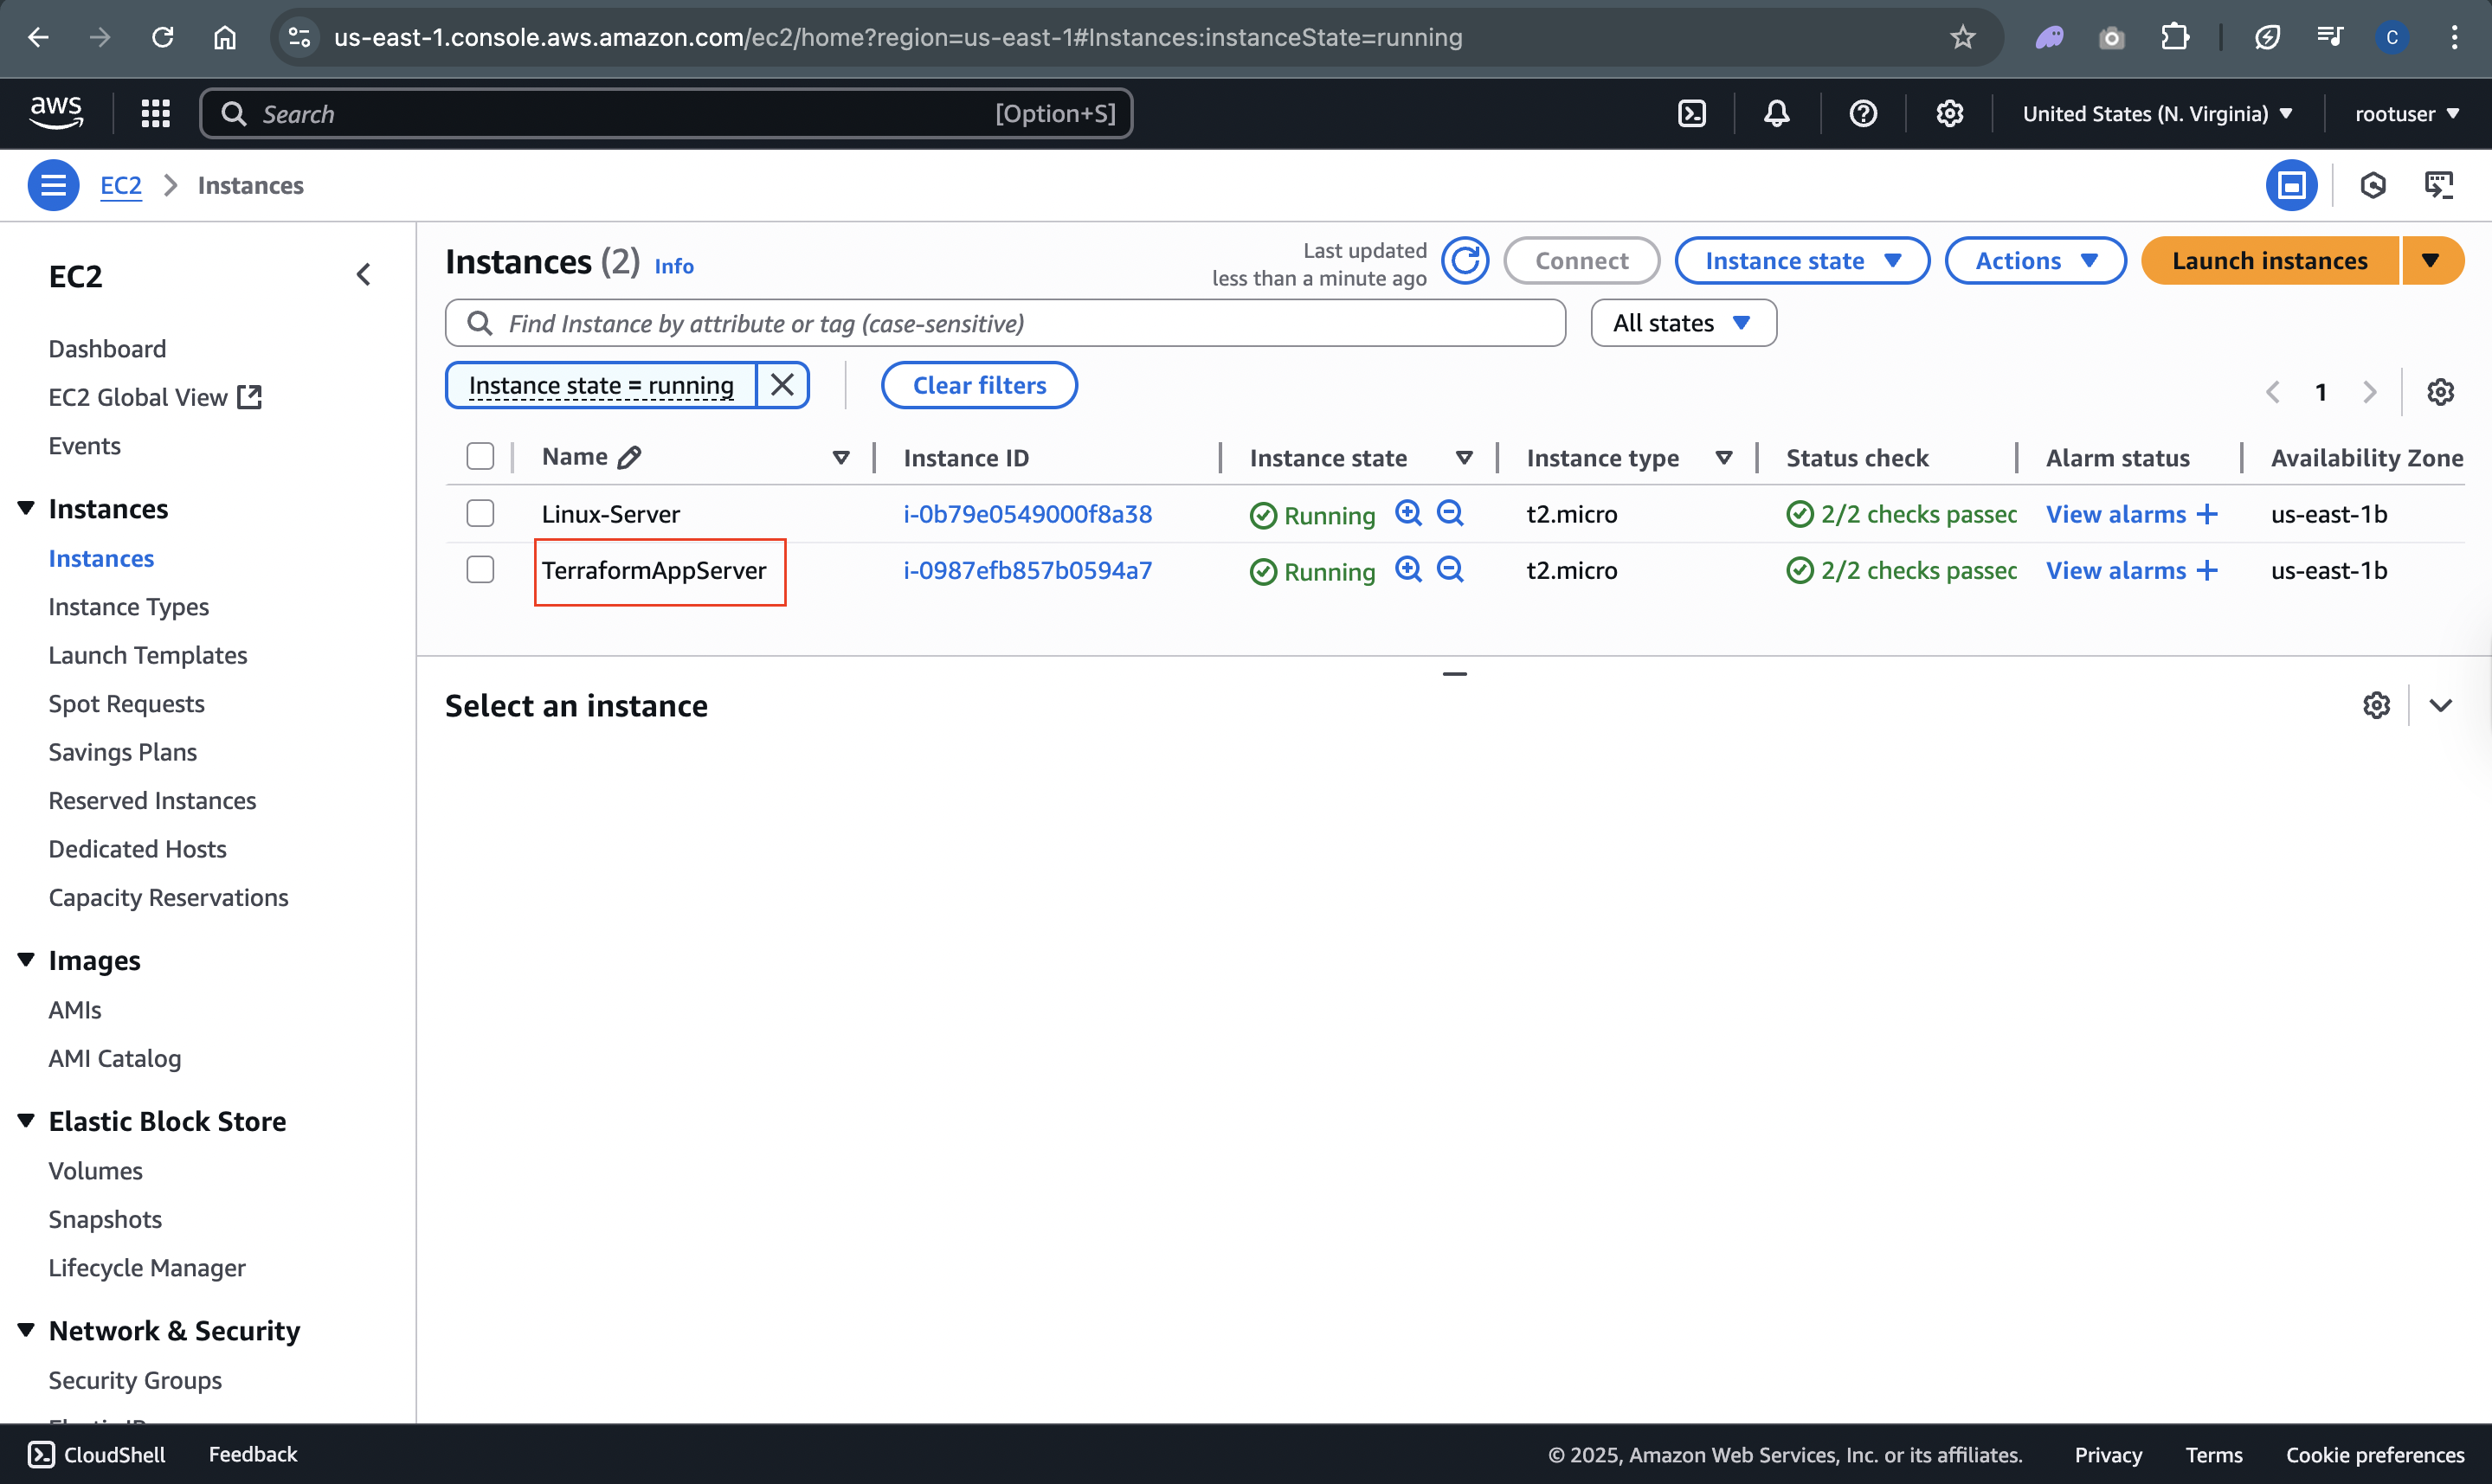 us-east-1.console.aws.amazon.com/ec2/home?region=us-east-1#Instances:instanceState=running
C
aws
Search
[Option+S]
United States (N. Virginia)
rootuser
EC2
Instances
EC2
Dashboard
EC2 Global View
Events
Instances
Instances
Instance Types
Launch Templates
Spot Requests
Savings Plans
Reserved Instances
Dedicated Hosts
Capacity Reservations
Images
AMIs
AMI Catalog
Elastic Block Store
Volumes
Snapshots
Lifecycle Manager
Network & Security
Security Groups
Instances (2) Info
Last updated
less than a minute ago
Connect
Instance state
Actions
Launch instances
Find Instance by attribute or tag (case-sensitive)
All states
Instance state = running
Clear filters
1
Name Instance ID Instance state Instance type Status check Alarm status Availability Zone
Linux-Server i-0b79e0549000f8a38 Running t2.micro 2/2 checks passed View alarms + us-east-1b
TerraformAppServer i-0987efb857b0594a7 Running t2.micro 2/2 checks passed View alarms + us-east-1b
Select an instance
CloudShell Feedback
© 2025, Amazon Web Services, Inc. or its affiliates. Privacy Terms Cookie preferences